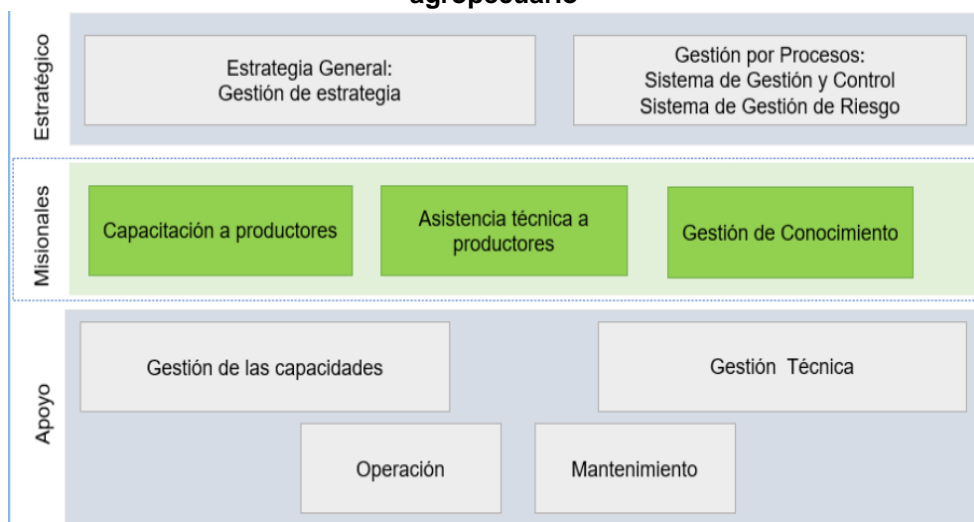 agropecuario
Estratégico
Estrategia General:
Gestión de estrategia
Gestión por Procesos:
Sistema de Gestión y Control
Sistema de Gestión de Riesgo
Misionales
Capacitación a productores
Asistencia técnica a
productores
Gestión de Conocimiento
Apoyo
Gestión de las capacidades
Gestión Técnica
Operación
Mantenimiento